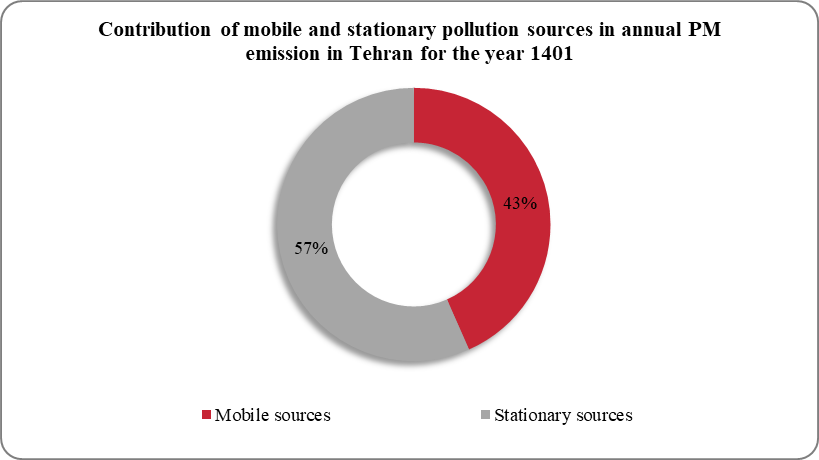 Contribution of mobile and stationary pollution sources in annual PM
emission in Tehran for the year 1401
43%
57%
Mobile sources
Stationary sources